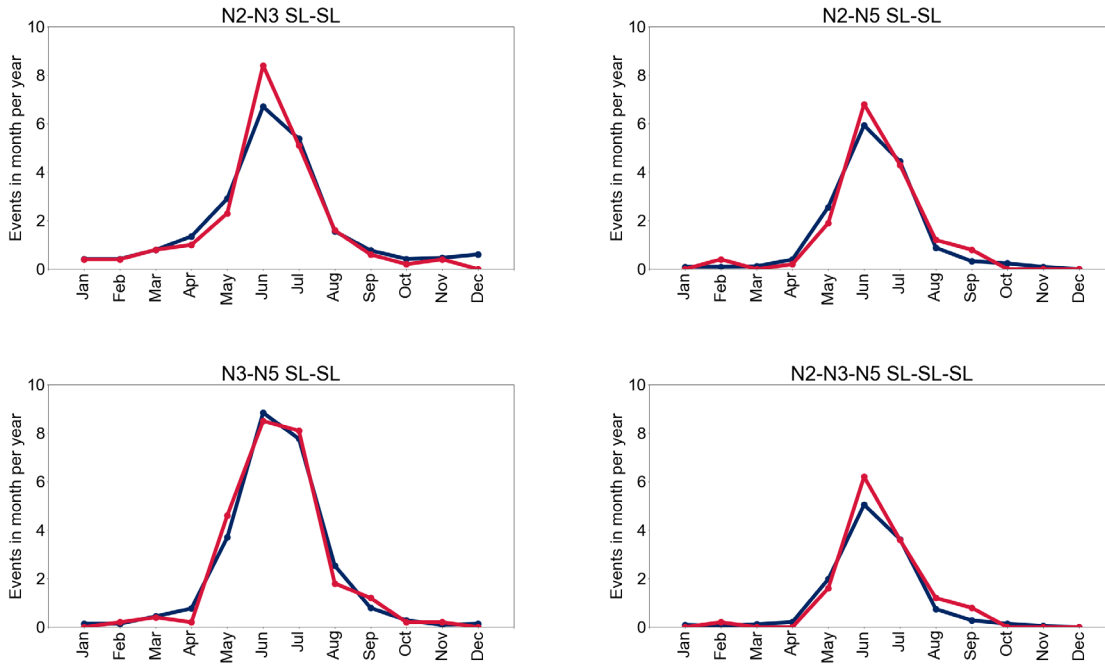 N2-N3 SL-SL
Events in month per year
10
8
6
4
2
0
Jan
Feb
Mar
Apr
May
Jun
Jul
Aug
Sep
Oct
Nov
Dec
N2-N5 SL-SL
Events in month per year
10
8
6
4
2
0
Jan
Feb
Mar
Apr
May
Jun
Jul
Aug
Sep
Oct
Nov
Dec
N3-N5 SL-SL
Events in month per year
10
8
6
4
2
0
Jan
Feb
Mar
Apr
May
Jun
Jul
Aug
Sep
Oct
Nov
Dec
N2-N3-N5 SL-SL-SL
Events in month per year
10
8
6
4
2
0
Jan
Feb
Mar
Apr
May
Jun
Jul
Aug
Sep
Oct
Nov
Dec